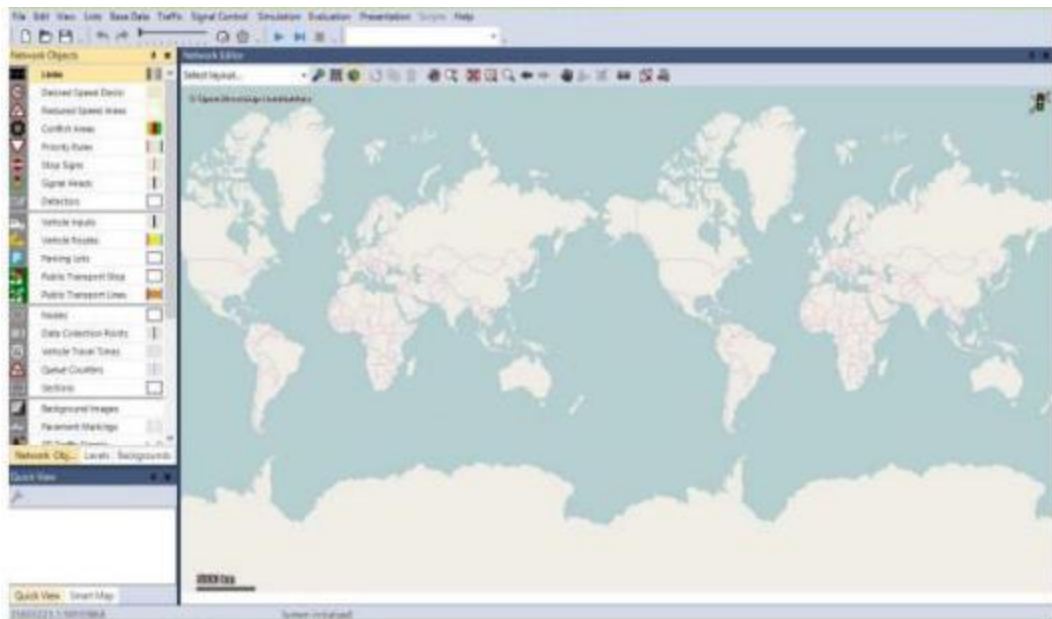 File Edit View Lists Base Data Traffic Signal Control Simulation Evaluation Presentation Scripts Help
Network Objects
Network Editor
Select layout...
Links
Desired Speed Decisi
Reduced Speed Areas
Conflict Areas
Priority Rules
Stop Signs
Signal Heads
Detectors
Vehicle Inputs
Vehicle Routes
Parking Lots
Public Transport Stop
Public Transport Lines
Nodes
Data Collection Points
Vehicle Travel Times
Queue Counters
Sections
Background Images
Pavement Markings
Network Obj... Levels Backgrounds
Quick View
Quick View Smart Map